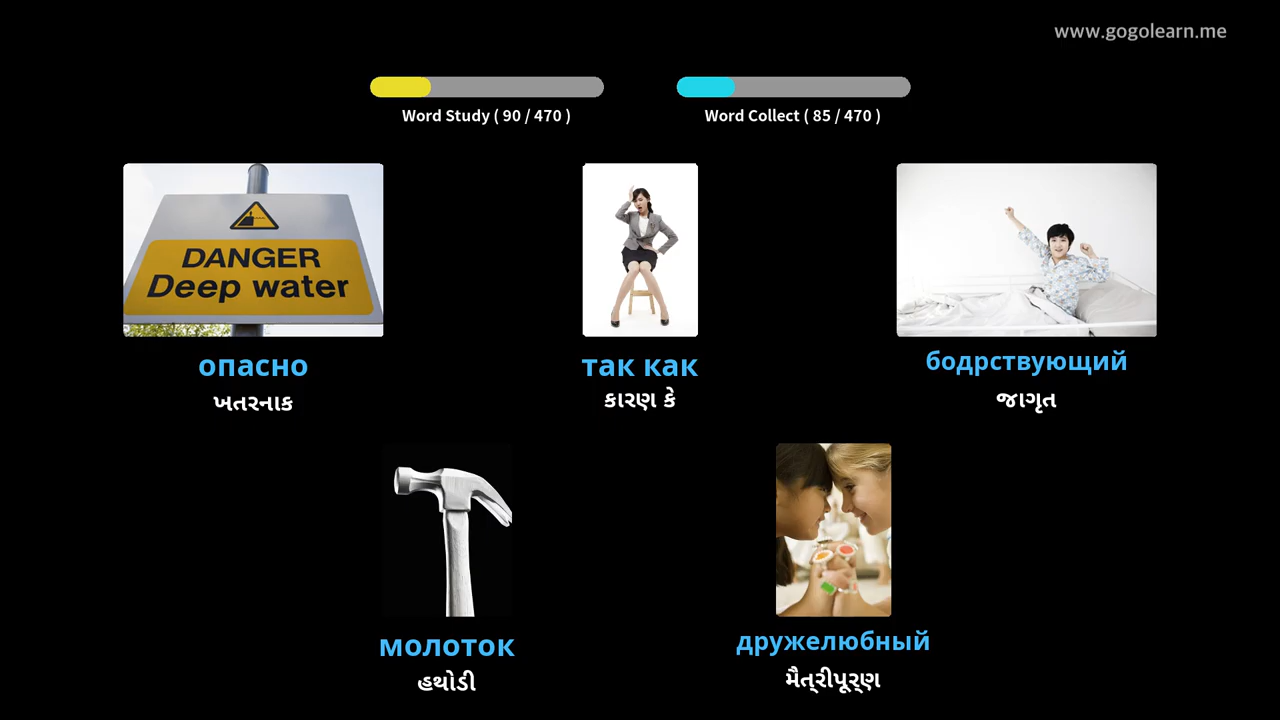 www.gogolearn.me
Word Study ( 90 / 470 )
Word Collect ( 85 / 470 )
DANGER
Deep water
опасно
ખતરનાક
так как
કારણ કે
бодрствующий
જાગૃત
молоток
હથોડી
дружелюбный
મૈત્રીપૂર્ણ